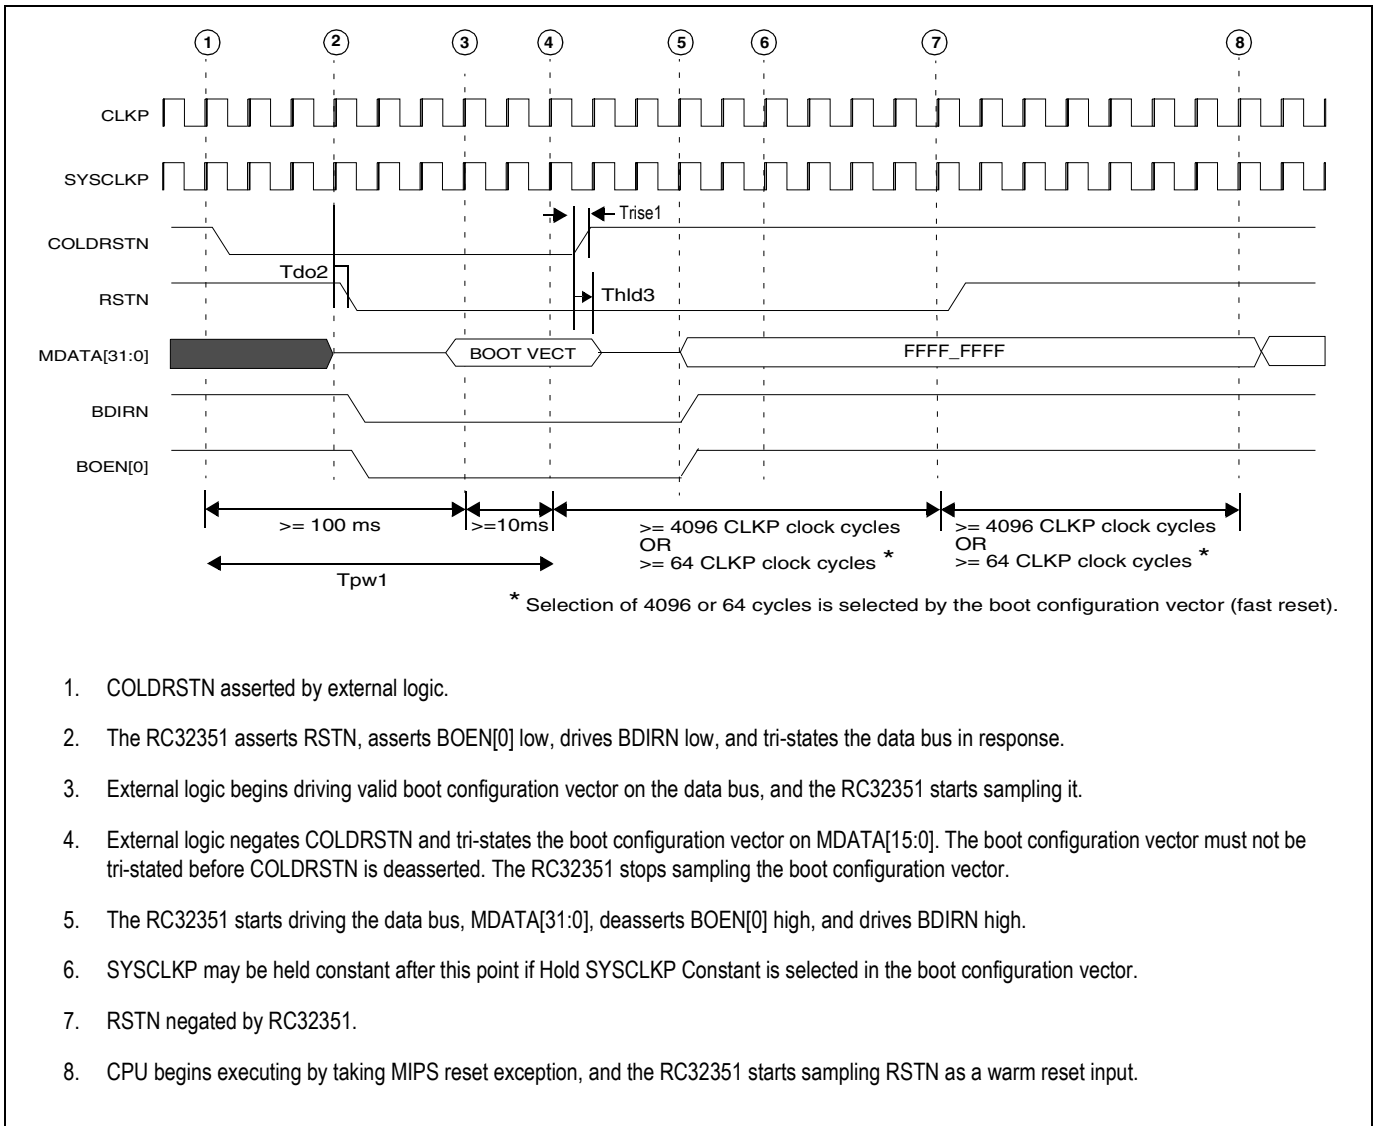 1 2 3 4 5 6 7 8
CLKP
SYSCLKP
Trise1
COLDRSTN
Tdo2
RSTN
Thld3
MDATA[31:0]
BOOT VECT
FFFF_FFFF
BDIRN
BOEN[0]
>= 100 ms
>=10ms
>= 4096 CLKP clock cycles
OR
>= 64 CLKP clock cycles *
>= 4096 CLKP clock cycles
OR
>= 64 CLKP clock cycles *
Tpw1
* Selection of 4096 or 64 cycles is selected by the boot configuration vector (fast reset).
1. COLDRSTN asserted by external logic.
2. The RC32351 asserts RSTN, asserts BOEN[0] low, drives BDIRN low, and tri-states the data bus in response.
3. External logic begins driving valid boot configuration vector on the data bus, and the RC32351 starts sampling it.
4. External logic negates COLDRSTN and tri-states the boot configuration vector on MDATA[15:0]. The boot configuration vector must not be
tri-stated before COLDRSTN is deasserted. The RC32351 stops sampling the boot configuration vector.
5. The RC32351 starts driving the data bus, MDATA[31:0], deasserts BOEN[0] high, and drives BDIRN high.
6. SYSCLKP may be held constant after this point if Hold SYSCLKP Constant is selected in the boot configuration vector.
7. RSTN negated by RC32351.
8. CPU begins executing by taking MIPS reset exception, and the RC32351 starts sampling RSTN as a warm reset input.